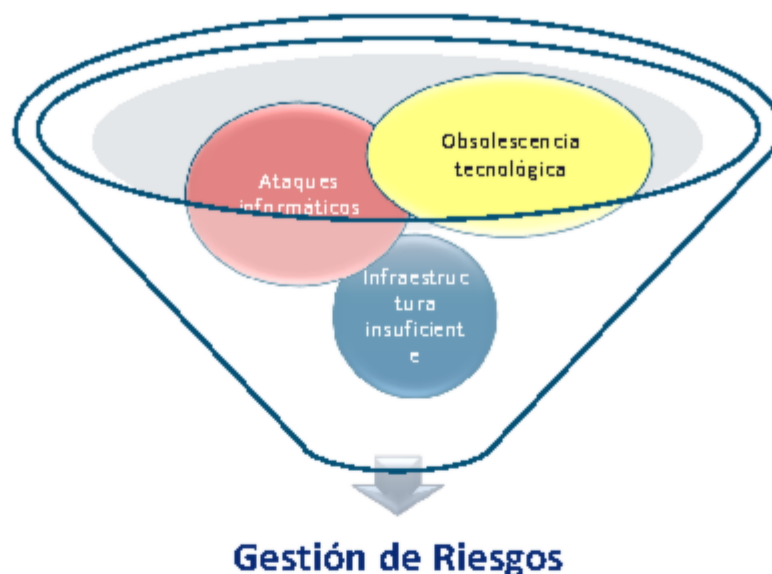 Obsolescencia
tecnológica
Ataques
informáticos
Infraestruc
tura
insuficient
e
Gestión de Riesgos